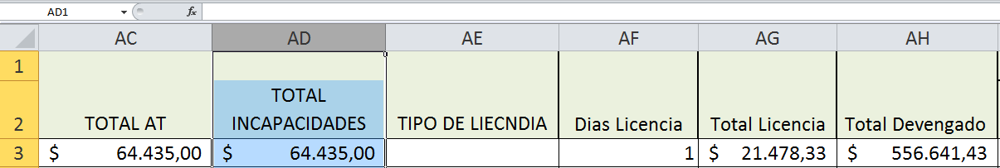 AD1 fx
AC AD AE AF AG AH
1
2 TOTAL AT TOTAL INCAPACIDADES TIPO DE LIECNDIA Dias Licencia Total Licencia Total Devengado
3 $ 64.435,00 $ 64.435,00 1 $ 21.478,33 $ 556.641,43